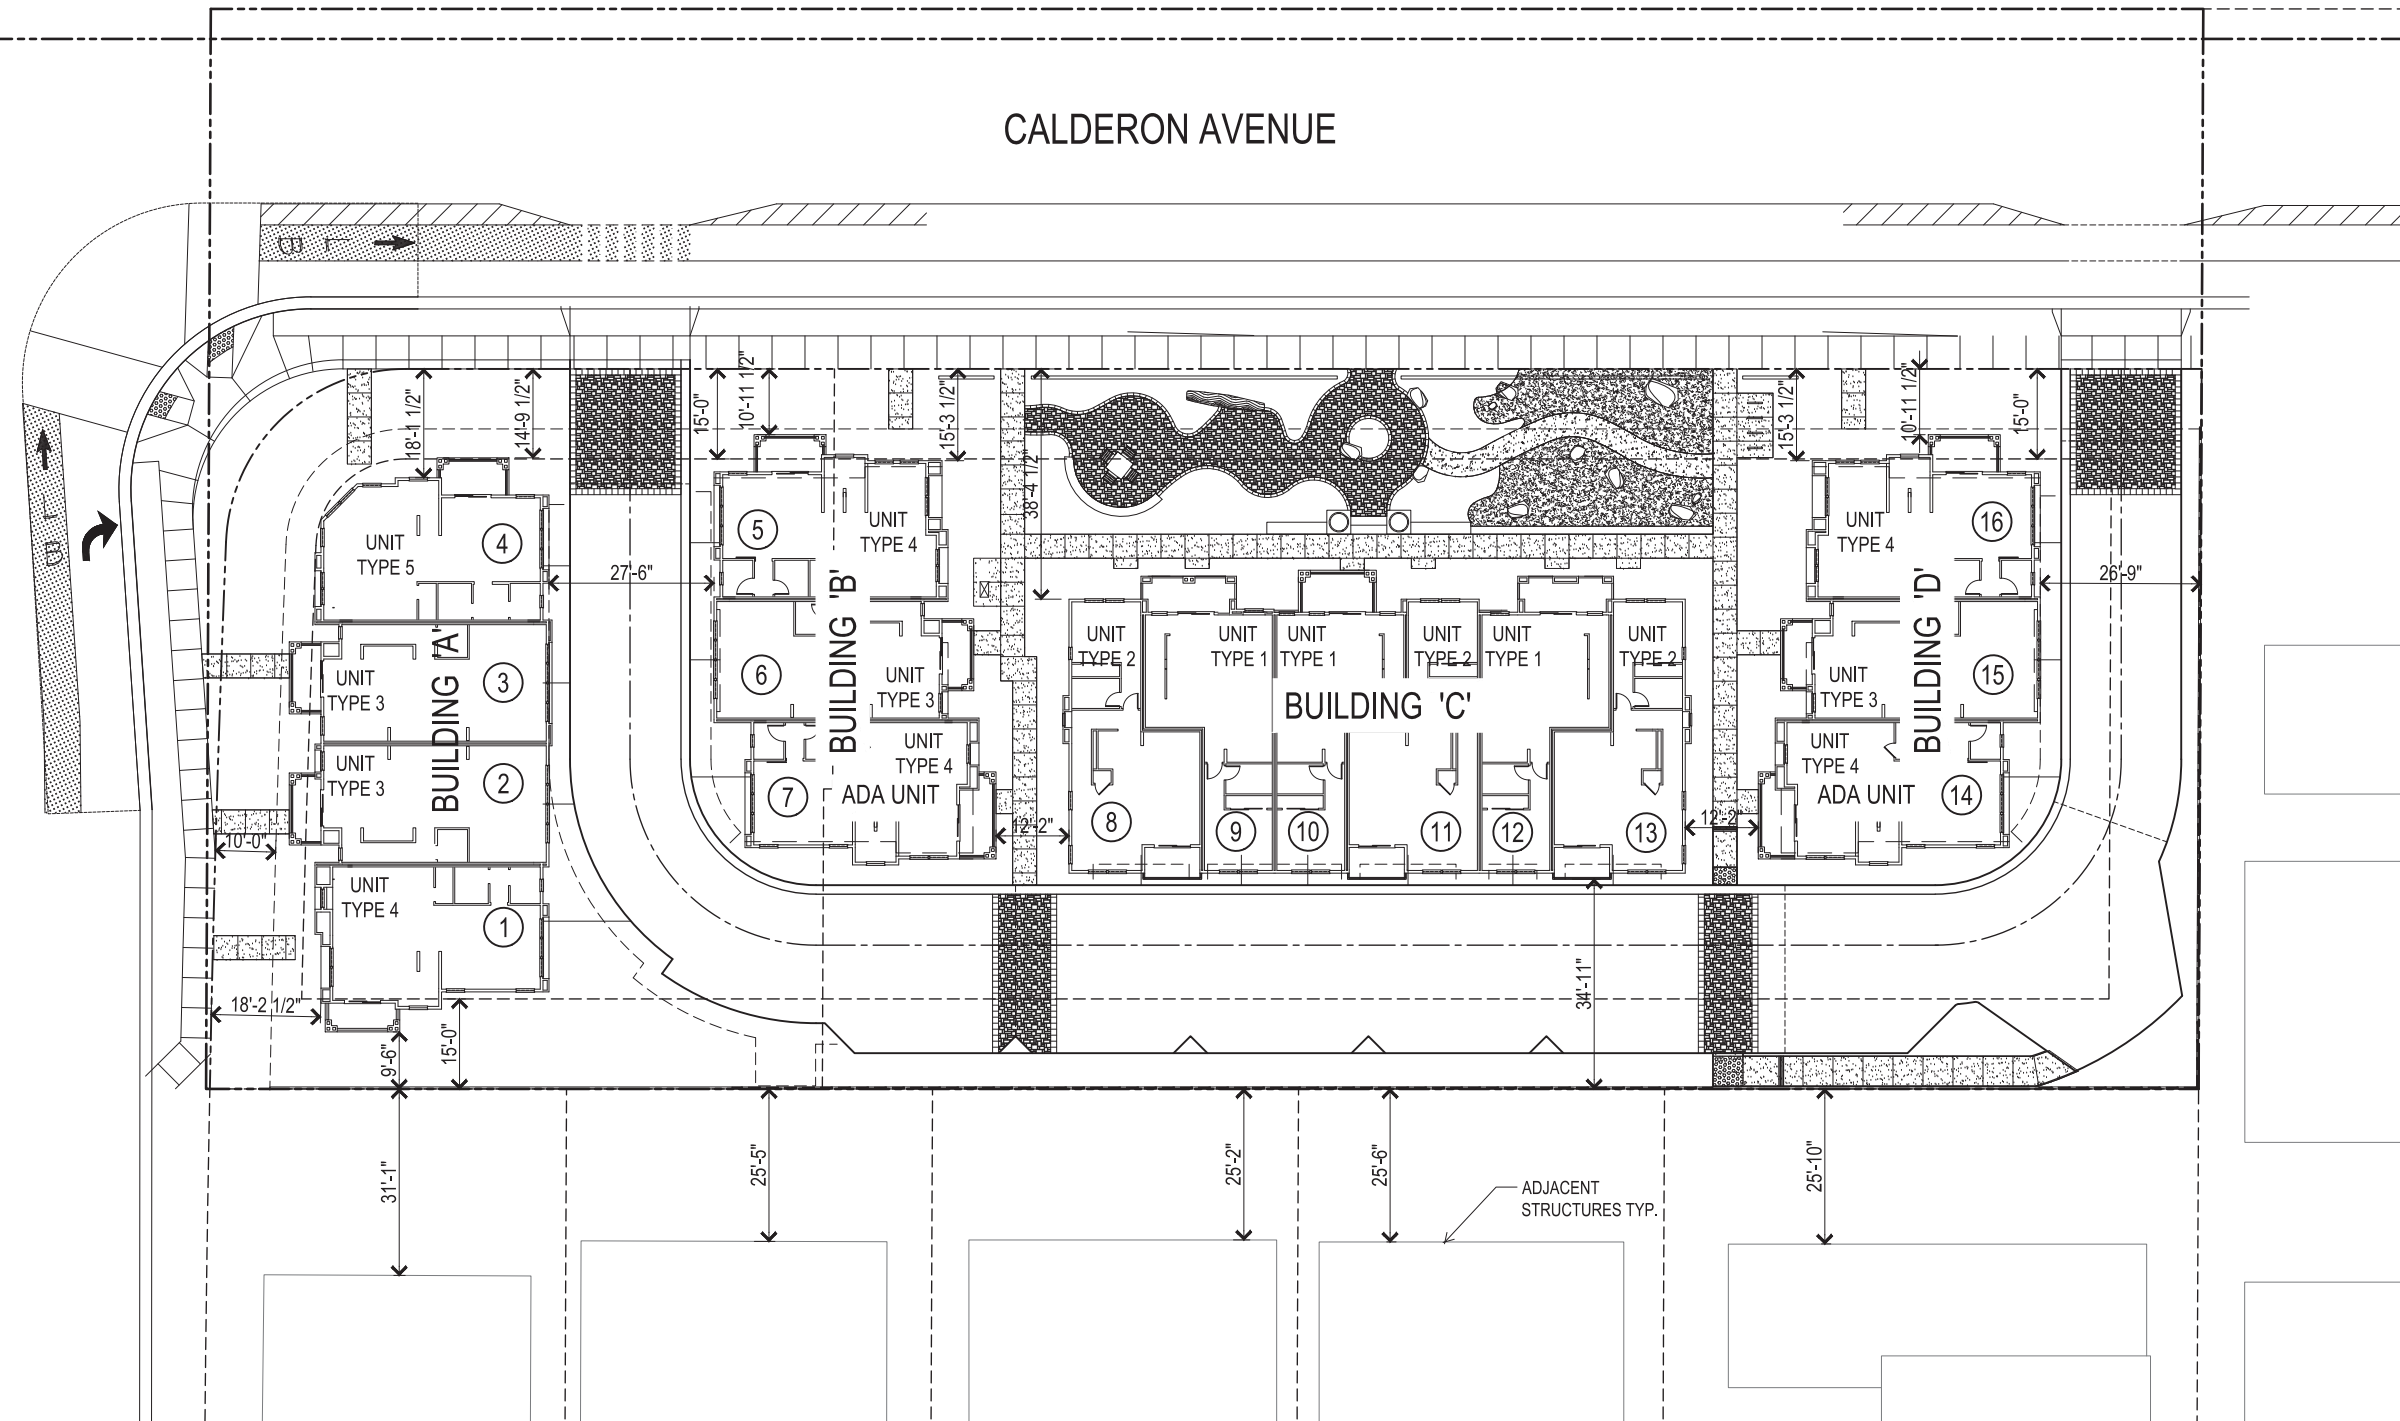 CALDERON AVENUE
18'-1 1/2"
14'-9 1/2"
15'-0"
10'-11 1/2"
15'-3 1/2"
38'-4 1/2"
15'-3 1/2"
10'-11 1/2"
15'-0"
UNIT
TYPE 5
4
27'-6"
5
UNIT
TYPE 4
UNIT
TYPE 4
16
26'-9"
BUILDING 'A'
UNIT
TYPE 3
3
UNIT
TYPE 3
2
10'-0"
UNIT
TYPE 4
1
18'-2 1/2"
9'-6"
15'-0"
BUILDING 'B'
6
UNIT
TYPE 3
7
UNIT
TYPE 4
ADA UNIT
12'-2"
UNIT
TYPE 2
UNIT
TYPE 1
UNIT
TYPE 1
UNIT
TYPE 2
UNIT
TYPE 1
UNIT
TYPE 2
BUILDING 'C'
8
9
10
11
12
13
12'-2"
34'-11"
BUILDING 'D'
UNIT
TYPE 3
15
UNIT
TYPE 4
ADA UNIT
14
31'-1"
25'-5"
25'-2"
25'-6"
25'-10"
ADJACENT
STRUCTURES TYP.